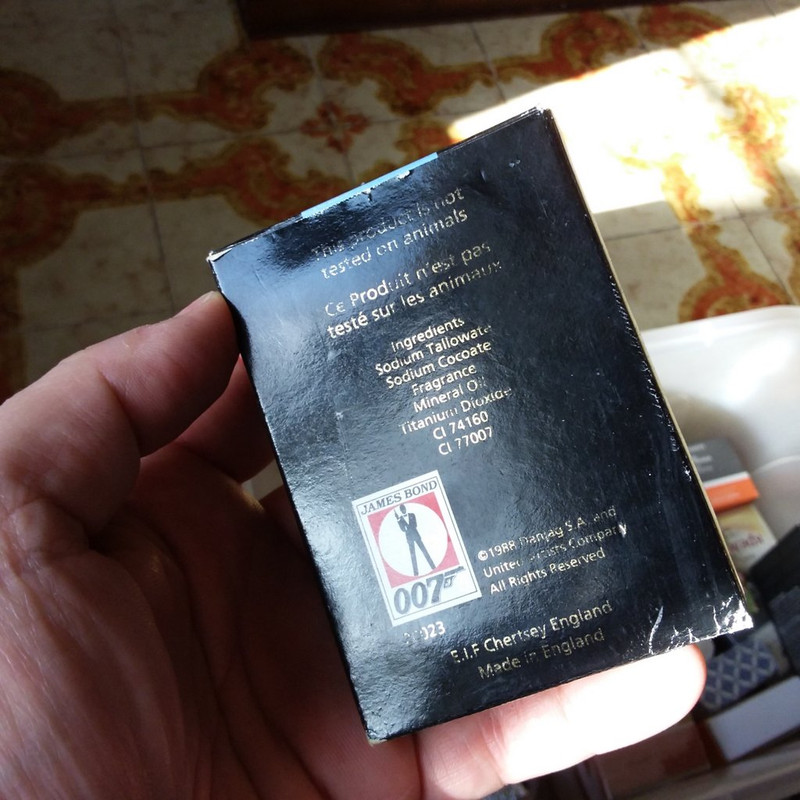 This product is not
tested on animals
Ce Produit n'est pas
testé sur les animaux
Ingredients
Sodium Tallowate
Sodium Cocoate
Fragrance
Mineral Oil
Titanium Dioxide
CI 74160
CI 77007
JAMES BOND
007
©1988 Danjaq S.A. and
United Artists Company
All Rights Reserved
E.I.F Chertsey England
Made in England